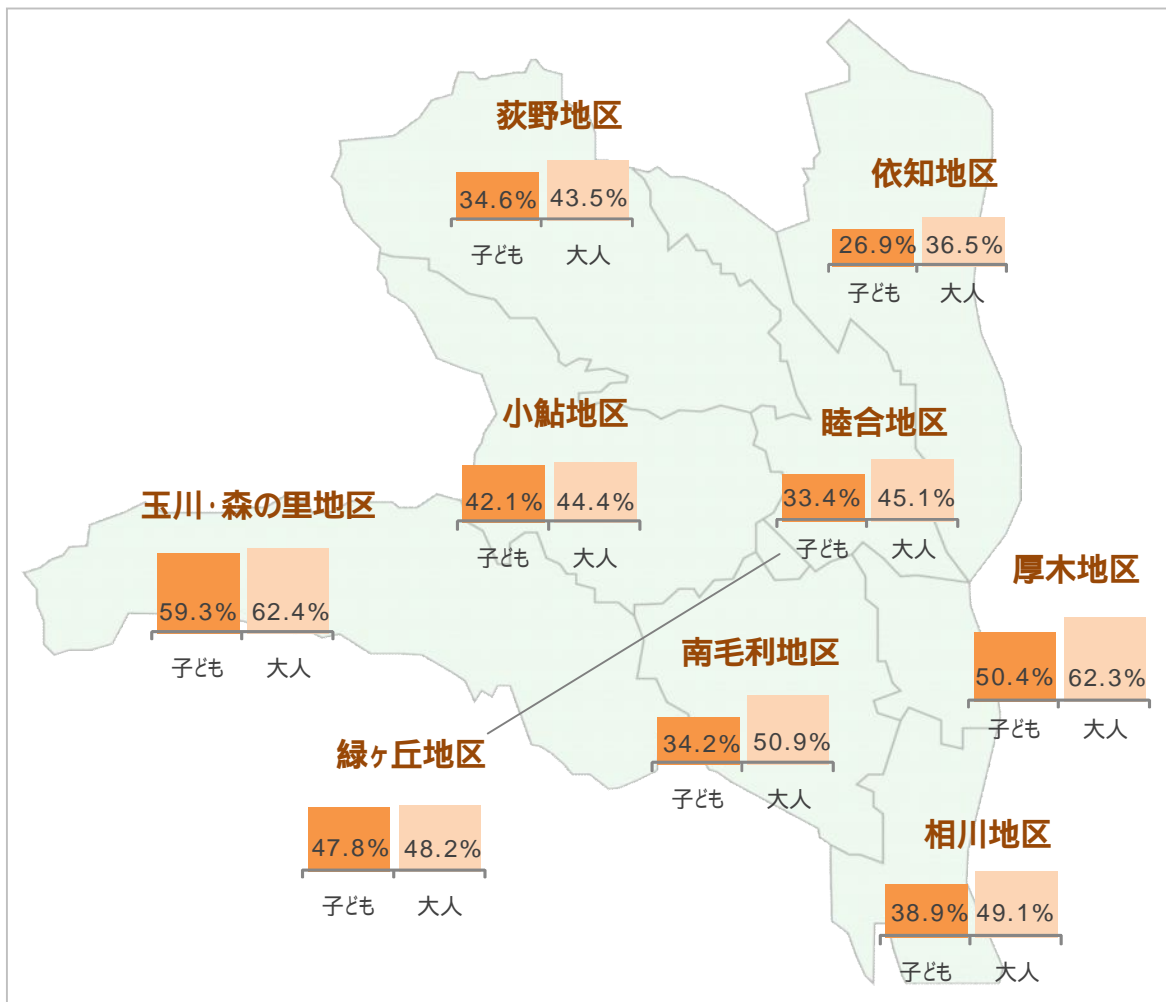 荻野地区
34.6% 43.5%
子ども 大人
依知地区
26.9% 36.5%
子ども 大人
小鮎地区
42.1% 44.4%
子ども 大人
睦合地区
33.4% 45.1%
子ども 大人
玉川・森の里地区
59.3% 62.4%
子ども 大人
厚木地区
50.4% 62.3%
子ども 大人
南毛利地区
34.2% 50.9%
子ども 大人
緑ヶ丘地区
47.8% 48.2%
子ども 大人
相川地区
38.9% 49.1%
子ども 大人